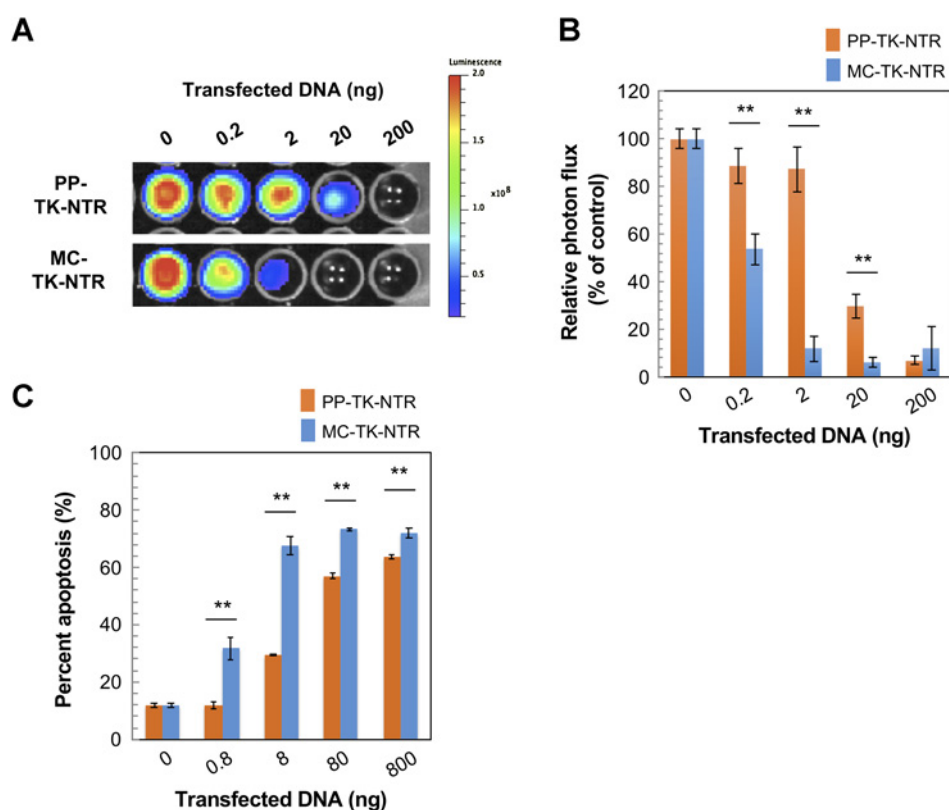 A
Transfected DNA (ng)
0 0.2 2 20 200
PP-
TK-NTR
MC-
TK-NTR
Luminescence
2.0
1.5
x10⁸
1.0
0.5
B
PP-TK-NTR
MC-TK-NTR
Relative photon flux
(% of control)
120
100
80
60
40
20
0
** ** **
0 0.2 2 20 200
Transfected DNA (ng)
C
PP-TK-NTR
MC-TK-NTR
Percent apoptosis (%)
100
80
60
40
20
0
** ** ** **
0 0.8 8 80 800
Transfected DNA (ng)